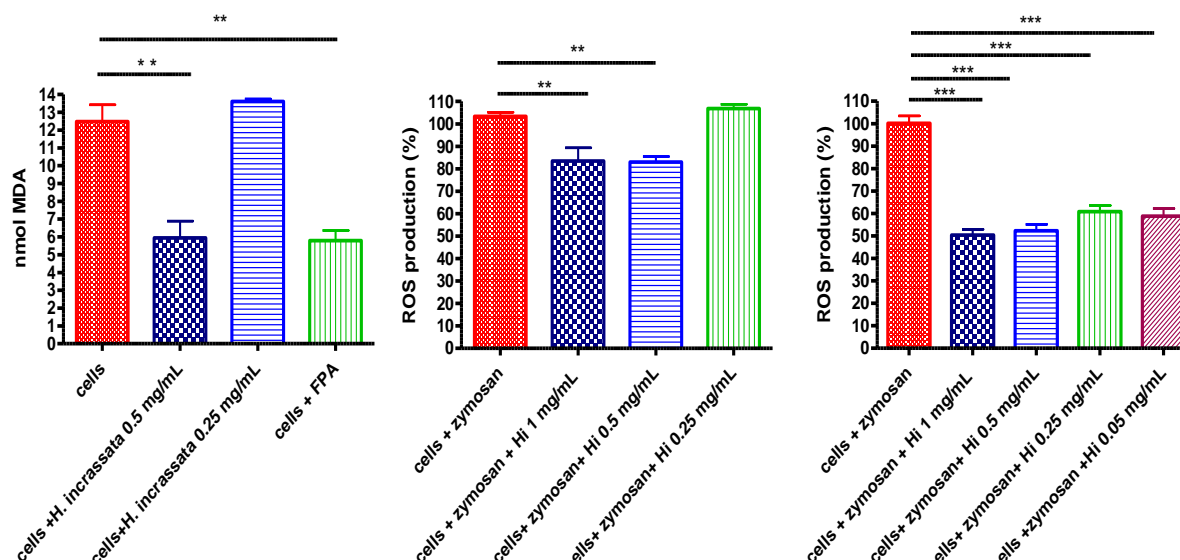 **
* *
nmol MDA
14
13
12
11
10
9
8
7
6
5
4
3
2
1
0
cells
cells +H. incrassata 0.5 mg/mL
cells+H. incrassata 0.25 mg/mL
cells + FPA
**
**
ROS production (%)
110
100
90
80
70
60
50
40
30
20
10
0
cells + zymosan
cells + zymosan + Hi 1 mg/mL
cells+ zymosan+ Hi 0.5 mg/mL
cells+ zymosan+ Hi 0.25 mg/mL
***
***
***
***
ROS production (%)
110
100
90
80
70
60
50
40
30
20
10
0
cells + zymosan
cells + zymosan + Hi 1 mg/mL
cells+ zymosan+ Hi 0.5 mg/mL
cells+ zymosan+ Hi 0.25 mg/mL
cells +zymosan +Hi 0.05 mg/mL